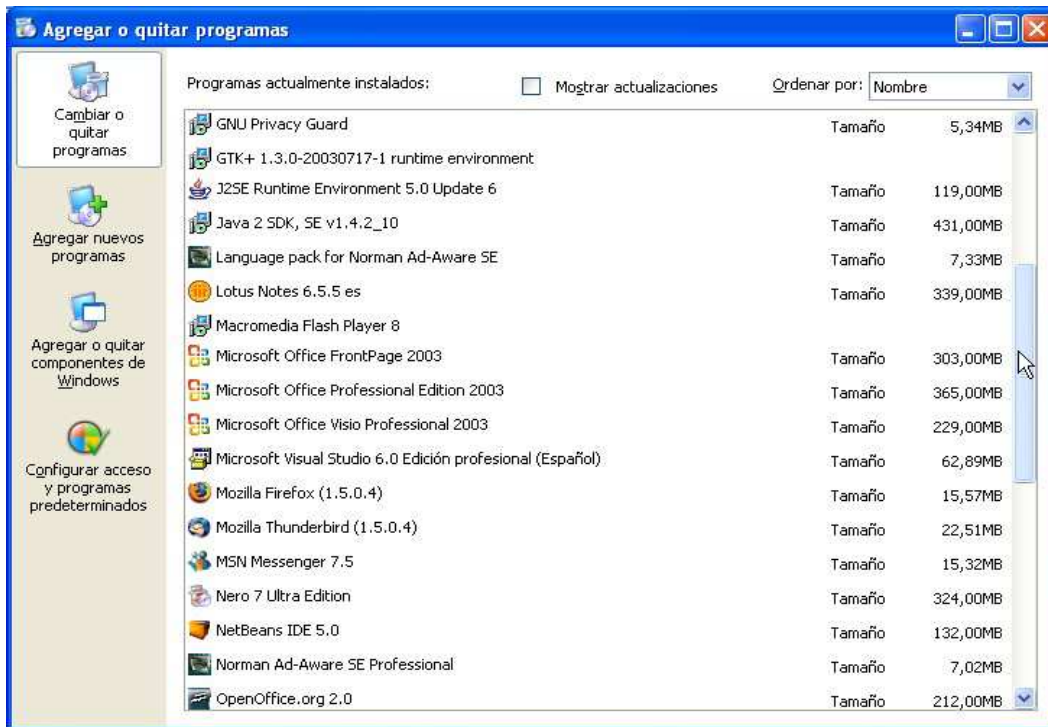 Agregar o quitar programas
Cambiar o
quitar
programas
Agregar nuevos
programas
Agregar o quitar
componentes de
Windows
Configurar acceso
y programas
predeterminados
Programas actualmente instalados: Mostrar actualizaciones Ordenar por: Nombre
GNU Privacy Guard Tamaño 5,34MB
GTK+ 1.3.0-20030717-1 runtime environment
J2SE Runtime Environment 5.0 Update 6 Tamaño 119,00MB
Java 2 SDK, SE v1.4.2_10 Tamaño 431,00MB
Language pack for Norman Ad-Aware SE Tamaño 7,33MB
Lotus Notes 6.5.5 es Tamaño 339,00MB
Macromedia Flash Player 8
Microsoft Office FrontPage 2003 Tamaño 303,00MB
Microsoft Office Professional Edition 2003 Tamaño 365,00MB
Microsoft Office Visio Professional 2003 Tamaño 229,00MB
Microsoft Visual Studio 6.0 Edición profesional (Español) Tamaño 62,89MB
Mozilla Firefox (1.5.0.4) Tamaño 15,57MB
Mozilla Thunderbird (1.5.0.4) Tamaño 22,51MB
MSN Messenger 7.5 Tamaño 15,32MB
Nero 7 Ultra Edition Tamaño 324,00MB
NetBeans IDE 5.0 Tamaño 132,00MB
Norman Ad-Aware SE Professional Tamaño 7,02MB
OpenOffice.org 2.0 Tamaño 212,00MB